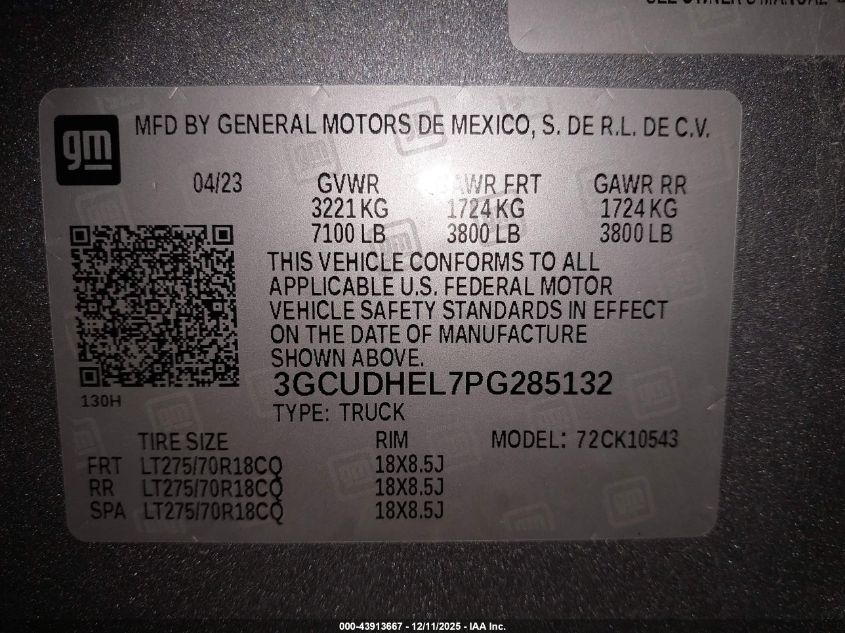 SEE OWNER'S MANUAL
gm
MFD BY GENERAL MOTORS DE MEXICO, S. DE R.L. DE C.V.
04/23 GVWR GAWR FRT GAWR RR
3221 KG 1724 KG 1724 KG
7100 LB 3800 LB 3800 LB
THIS VEHICLE CONFORMS TO ALL
APPLICABLE U.S. FEDERAL MOTOR
VEHICLE SAFETY STANDARDS IN EFFECT
ON THE DATE OF MANUFACTURE
SHOWN ABOVE.
3GCUDHEL7PG285132
130H
TYPE: TRUCK
TIRE SIZE RIM MODEL: 72CK10543
FRT LT275/70R18CQ 18X8.5J
RR LT275/70R18CQ 18X8.5J
SPA LT275/70R18CQ 18X8.5J
000-43913667 - 12/11/2025 - IAA Inc.